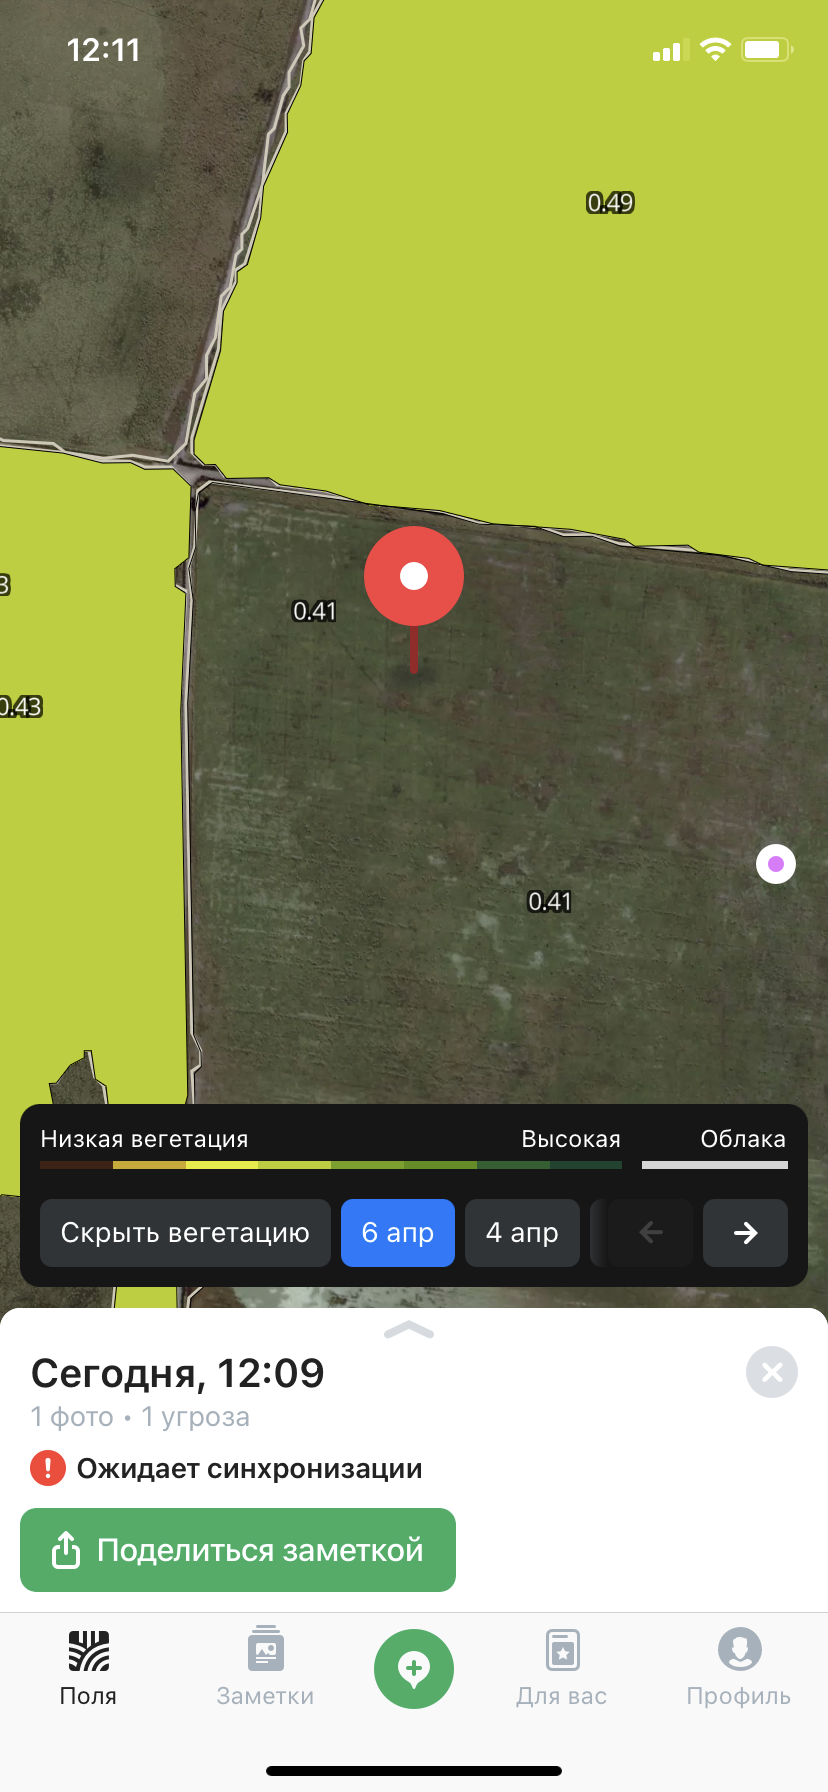 12:11
0.49
3
0.41
0.43
0.41
Низкая вегетация
Высокая
Облака
Скрыть вегетацию
6 апр
4 апр
Сегодня, 12:09
1 фото • 1 угроза
Ожидает синхронизации
Поделиться заметкой
Поля
Заметки
Для вас
Профиль